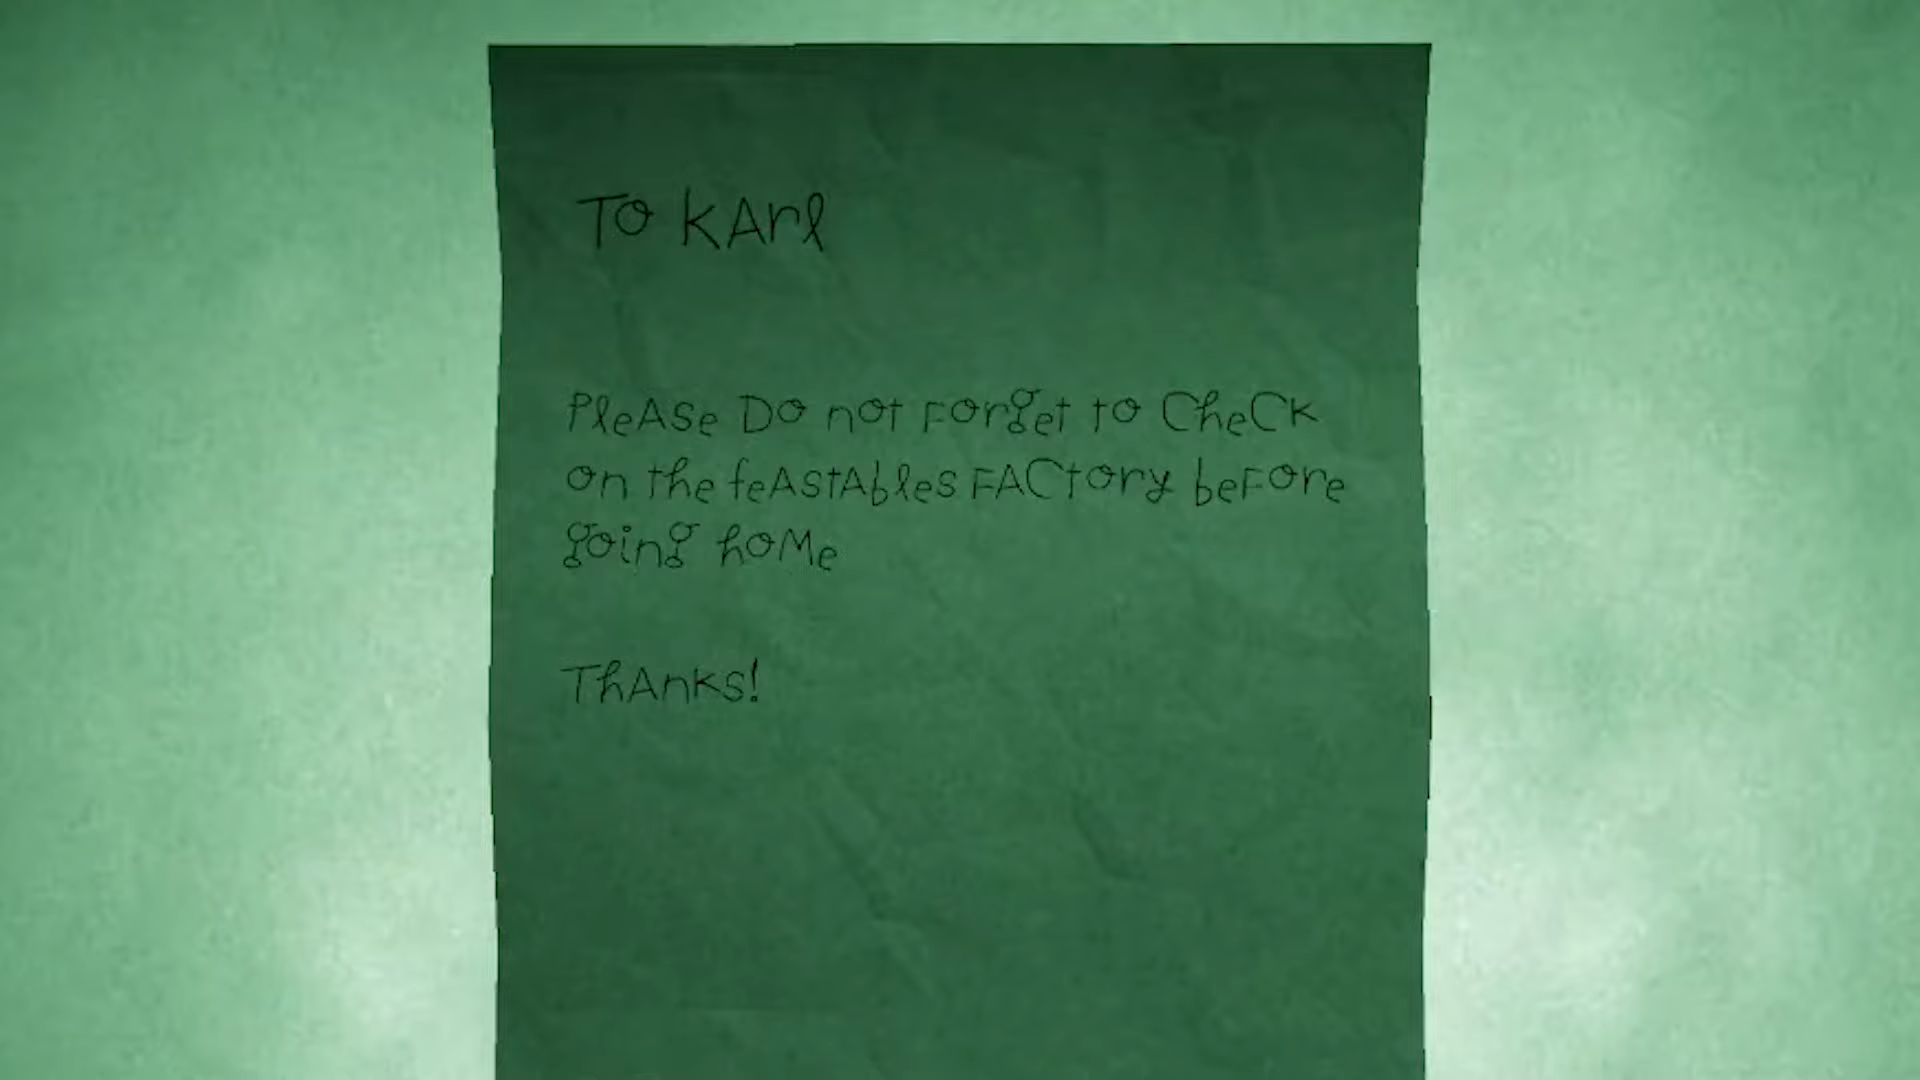 To KArl
PleASe Do not Forget to CheCK
on the feAstAbles FACtory beFore
going hoMe
ThAnKs!